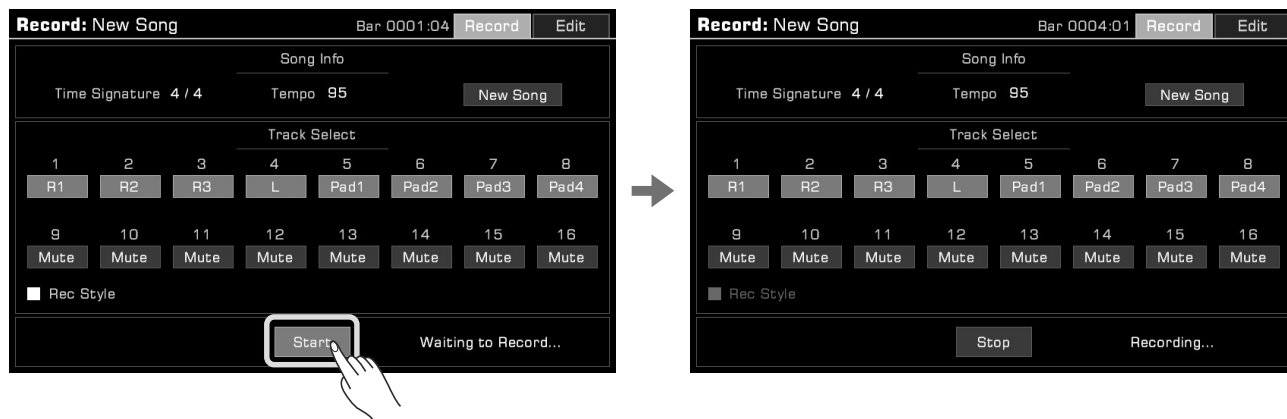 Record: New Song Bar 0001:04 Record Edit
Song Info
Time Signature 4/4 Tempo 95 New Song
Track Select
1 2 3 4 5 6 7 8
R1 R2 R3 L Pad1 Pad2 Pad3 Pad4
9 10 11 12 13 14 15 16
Mute Mute Mute Mute Mute Mute Mute Mute
Rec Style
Start Waiting to Record...
Record: New Song Bar 0004:01 Record Edit
Song Info
Time Signature 4/4 Tempo 95 New Song
Track Select
1 2 3 4 5 6 7 8
R1 R2 R3 L Pad1 Pad2 Pad3 Pad4
9 10 11 12 13 14 15 16
Mute Mute Mute Mute Mute Mute Mute Mute
Rec Style
Stop Recording...